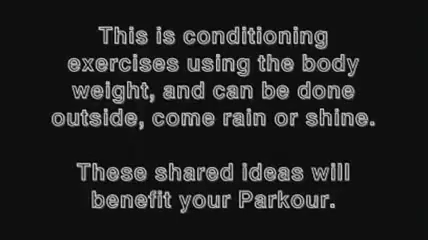 This is conditioning
exercises using the body
weight, and can be done
outside, come rain or shine.
These shared ideas will
benefit your Parkour.